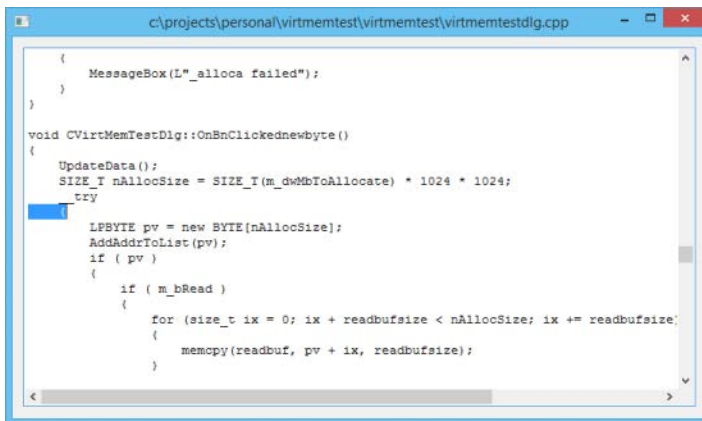 c:\projects\personal\virtmemtest\virtmemtest\virtmemtestdlg.cpp
{
MessageBox(L"_alloca failed");
}
}
void CVirtMemTestDlg::OnBnClickednewbyte()
{
UpdateData();
SIZE_T nAllocSize = SIZE_T(m_dwMbToAllocate) * 1024 * 1024;
__try
{
LPBYTE pv = new BYTE[nAllocSize];
AddAddrToList(pv);
if ( pv )
{
if ( m_bRead )
{
for (size_t ix = 0; ix + readbufsize < nAllocSize; ix += readbufsize)
{
memcpy(readbuf, pv + ix, readbufsize);
}